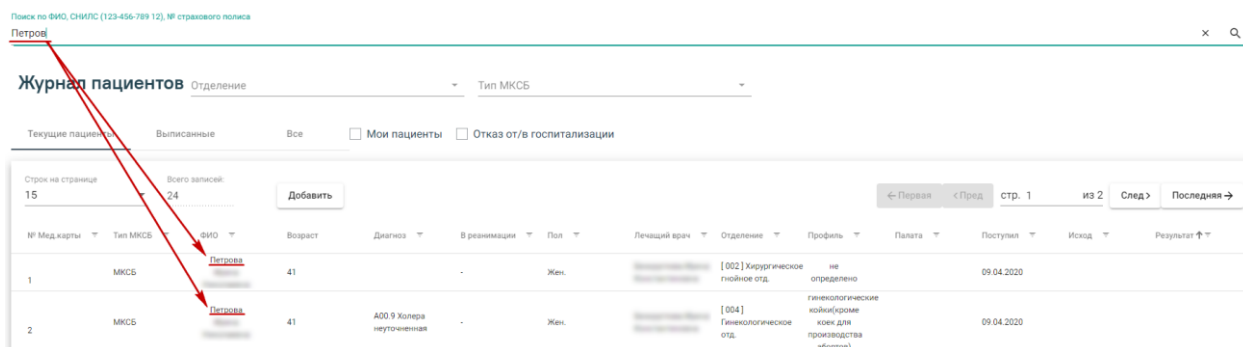 Поиск по ФИО, СНИЛС (123-456-789 12), № страхового полиса
Петров
Журнал пациентов Отделение Тип МКСБ
Текущие пациенты Выписанные Все Мои пациенты Отказ от/в госпитализации
Строк на странице Всего записей:
15 24 Добавить ← Первая < Пред стр. 1 из 2 След > Последняя →
№ Мед.карты Тип МКСБ ФИО Возраст Диагноз В реанимации Пол Лечащий врач Отделение Профиль Палата Поступил Исход Результат
Петрова
1 МКСБ 41 - Жен. [ 002 ] Хирургическое гнойное отд. не определено 09.04.2020
Петрова
2 МКСБ 41 A00.9 Холера неуточненная - Жен. [ 004 ] Гинекологическое отд. гинекологические койки(кроме коек для производства абортов) 09.04.2020